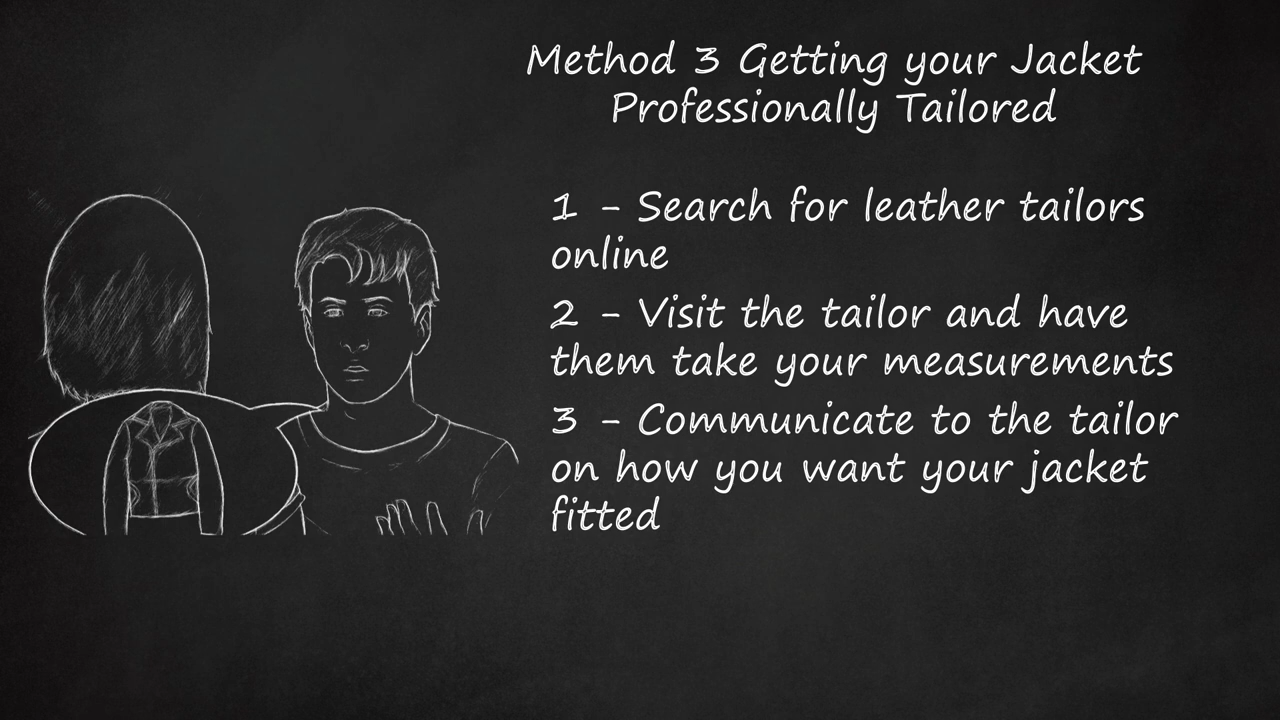 Method 3 Getting your Jacket
Professionally Tailored
1 - Search for leather tailors
online
2 - Visit the tailor and have
them take your measurements
3 - Communicate to the tailor
on how you want your jacket
fitted